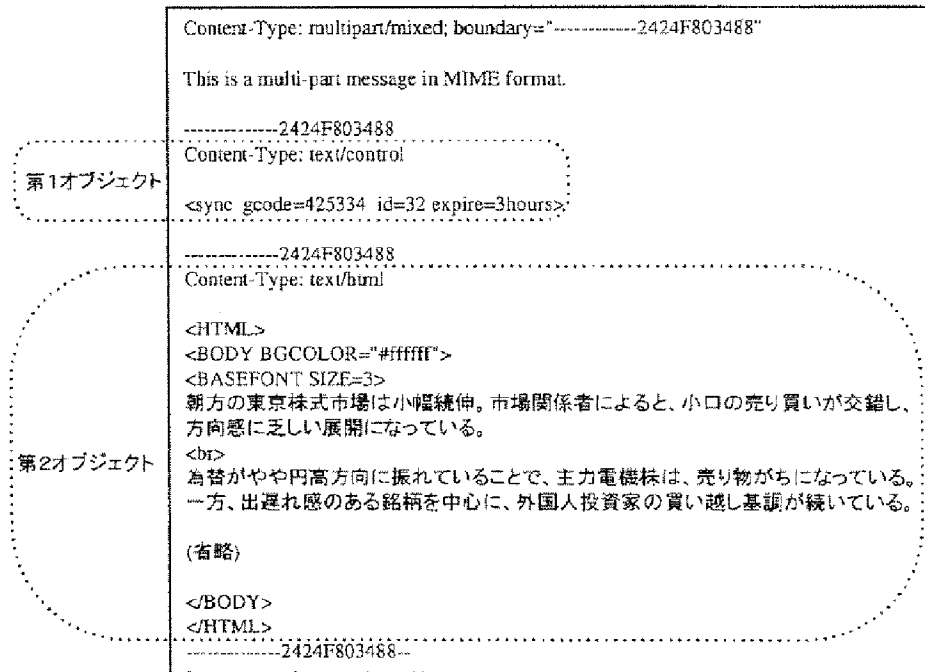 Content-Type: multipart/mixed; boundary="-------------2424F803488"
This is a multi-part message in MIME format.
--------------2424F803488
Content-Type: text/control
第1オブジェクト
<sync gcode=425334 id=32 expire=3hours>
--------------2424F803488
Content-Type: text/html
<HTML>
<BODY BGCOLOR="#ffffff">
<BASEFONT SIZE=3>
朝方の東京株式市場は小幅続伸。市場関係者によると、小口の売り買いが交錯し、
方向感に乏しい展開になっている。
第2オブジェクト
<br>
為替がやや円高方向に振れていることで、主力電機株は、売り物がちになっている。
一方、出遅れ感のある銘柄を中心に、外国人投資家の買い越し基調が続いている。
(省略)
</BODY>
</HTML>
--------------2424F803488--